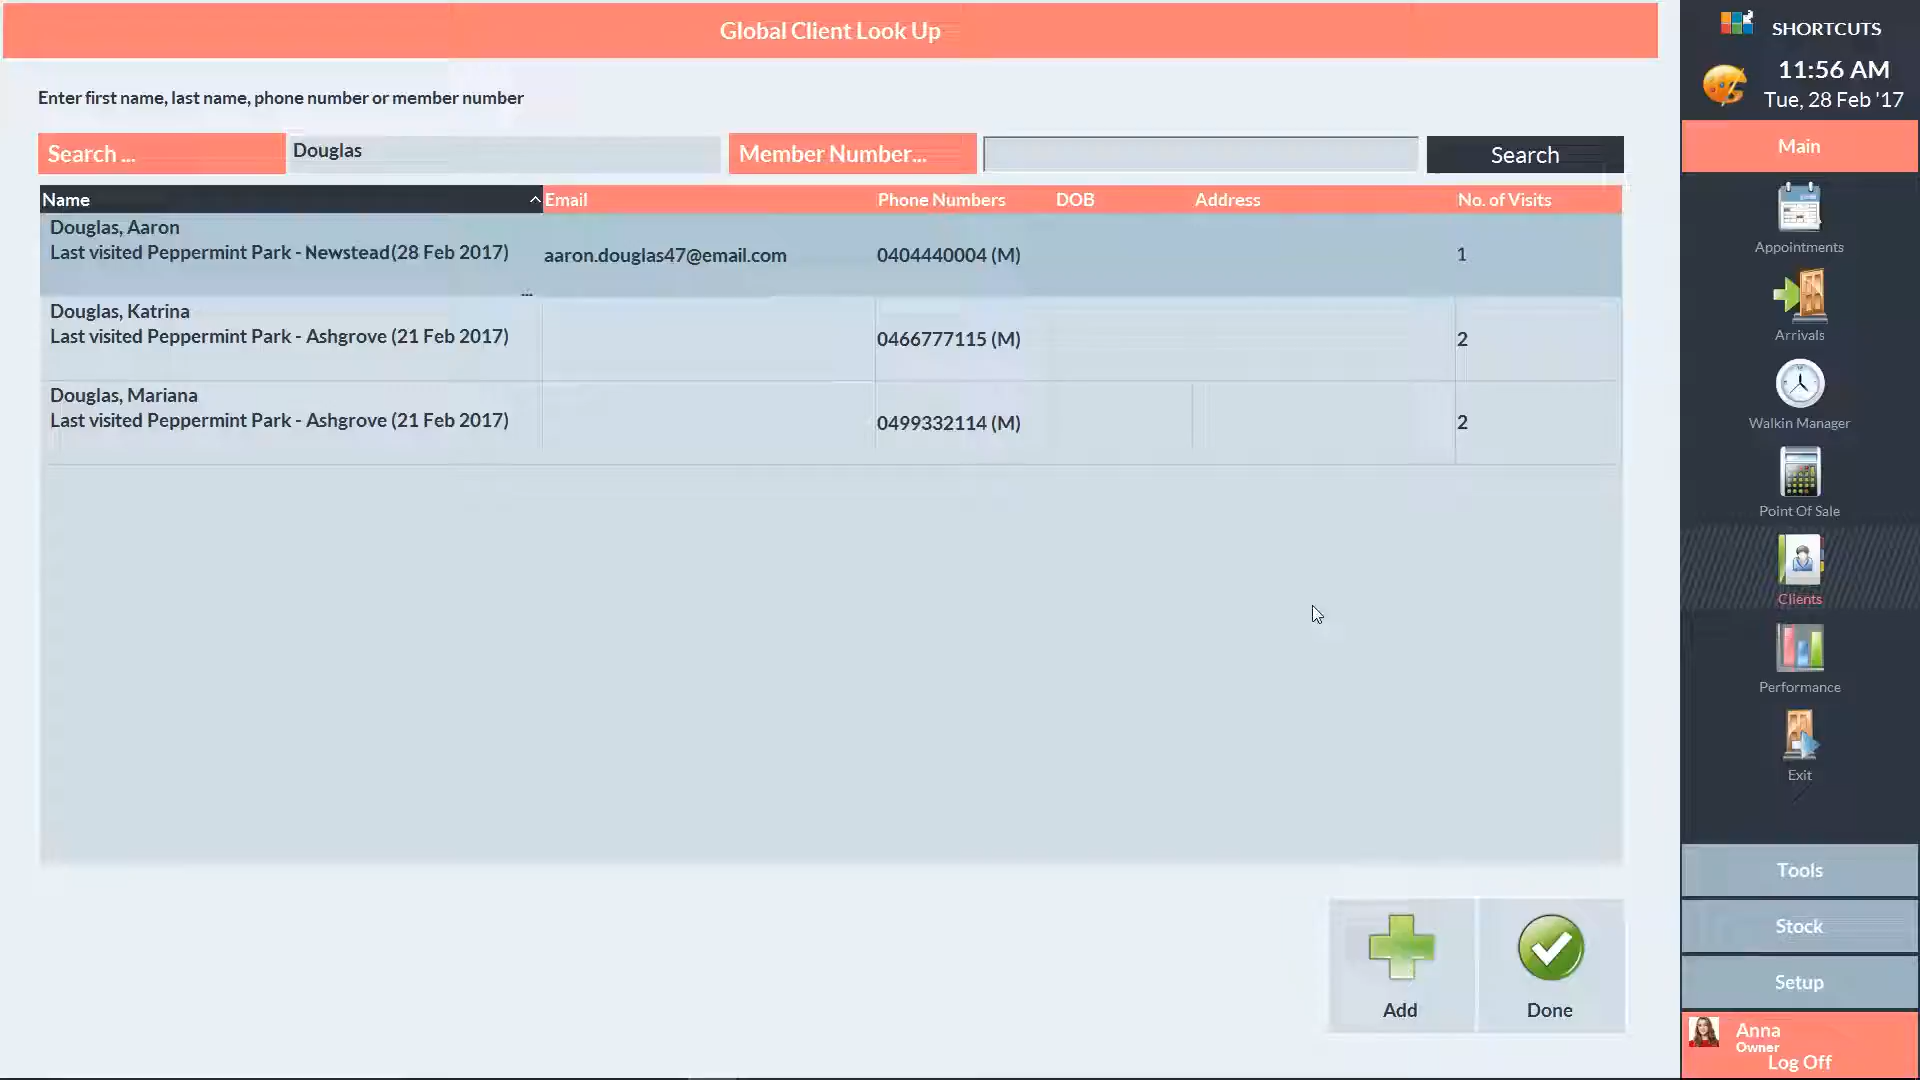 Global Client Look Up
SHORTCUTS
11:56 AM
Tue, 28 Feb '17
Enter first name, last name, phone number or member number
Search ... Douglas Member Number... Search
Main
Name Email Phone Numbers DOB Address No. of Visits
Douglas, Aaron
Last visited Peppermint Park - Newstead(28 Feb 2017) aaron.douglas47@email.com 0404440004 (M) 1
...
Douglas, Katrina
Last visited Peppermint Park - Ashgrove (21 Feb 2017) 0466777115 (M) 2
Douglas, Mariana
Last visited Peppermint Park - Ashgrove (21 Feb 2017) 0499332114 (M) 2
Appointments
Arrivals
Walkin Manager
Point Of Sale
Clients
Performance
Exit
Tools
Stock
Setup
Add Done
Anna
Owner
Log Off